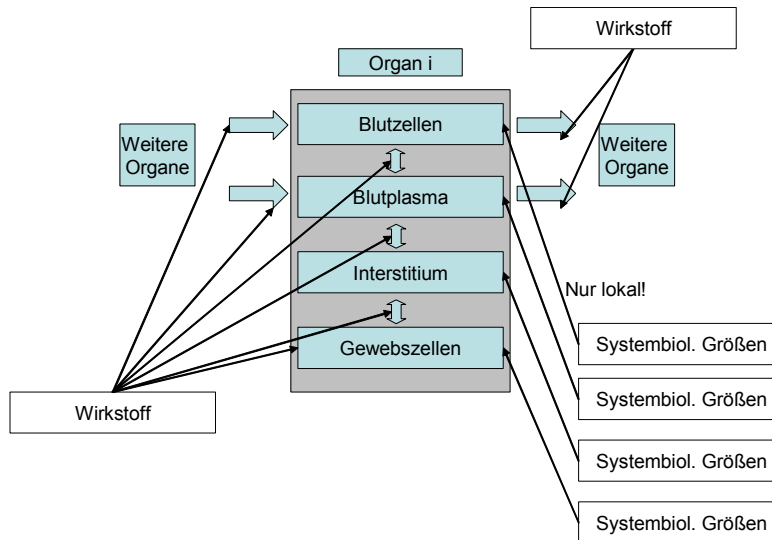 Wirkstoff
Organ i
Blutzellen
Weitere
Organe
Weitere
Organe
Blutplasma
Interstitium
Nur lokal!
Gewebszellen
Systembiol. Größen
Systembiol. Größen
Wirkstoff
Systembiol. Größen
Systembiol. Größen